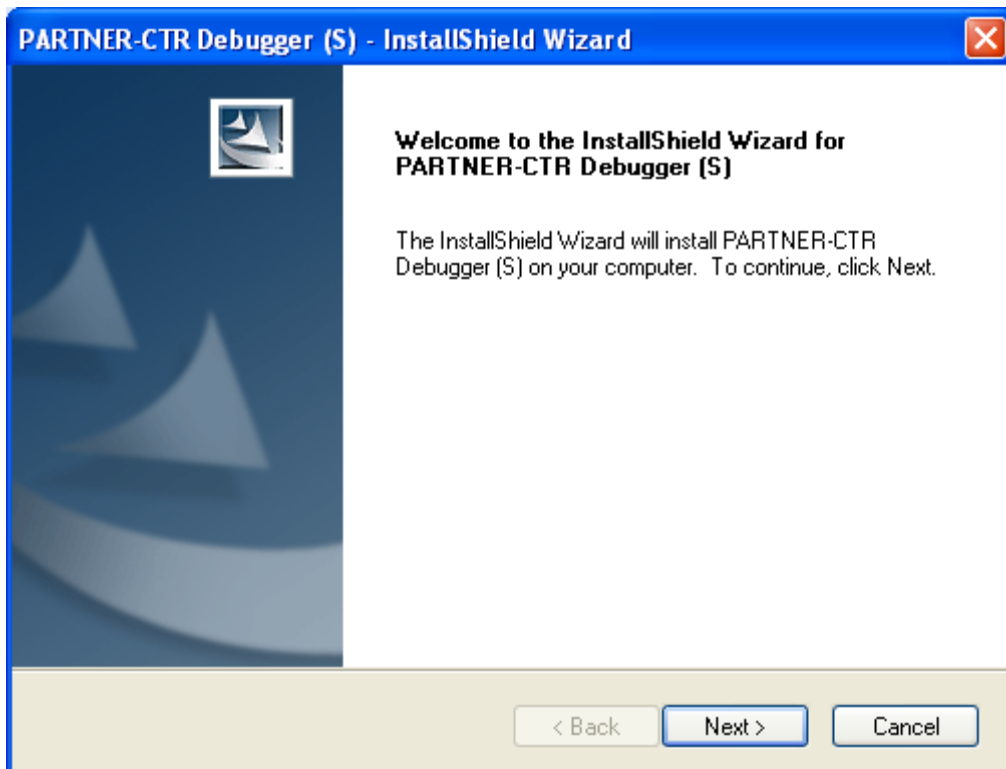 PARTNER-CTR Debugger (S) - InstallShield Wizard
Welcome to the InstallShield Wizard for
PARTNER-CTR Debugger (S)
The InstallShield Wizard will install PARTNER-CTR
Debugger (S) on your computer.  To continue, click Next.
< Back
Next >
Cancel